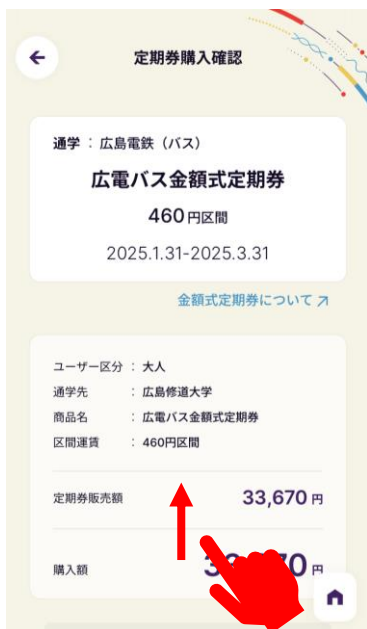 定期券購入確認
通学：広島電鉄（バス）
広電バス金額式定期券
460円区間
2025.1.31-2025.3.31
金額式定期券について
ユーザー区分：大人
通学先：広島修道大学
商品名：広電バス金額式定期券
区間運賃：460円区間
定期券販売額 33,670円
購入額 円